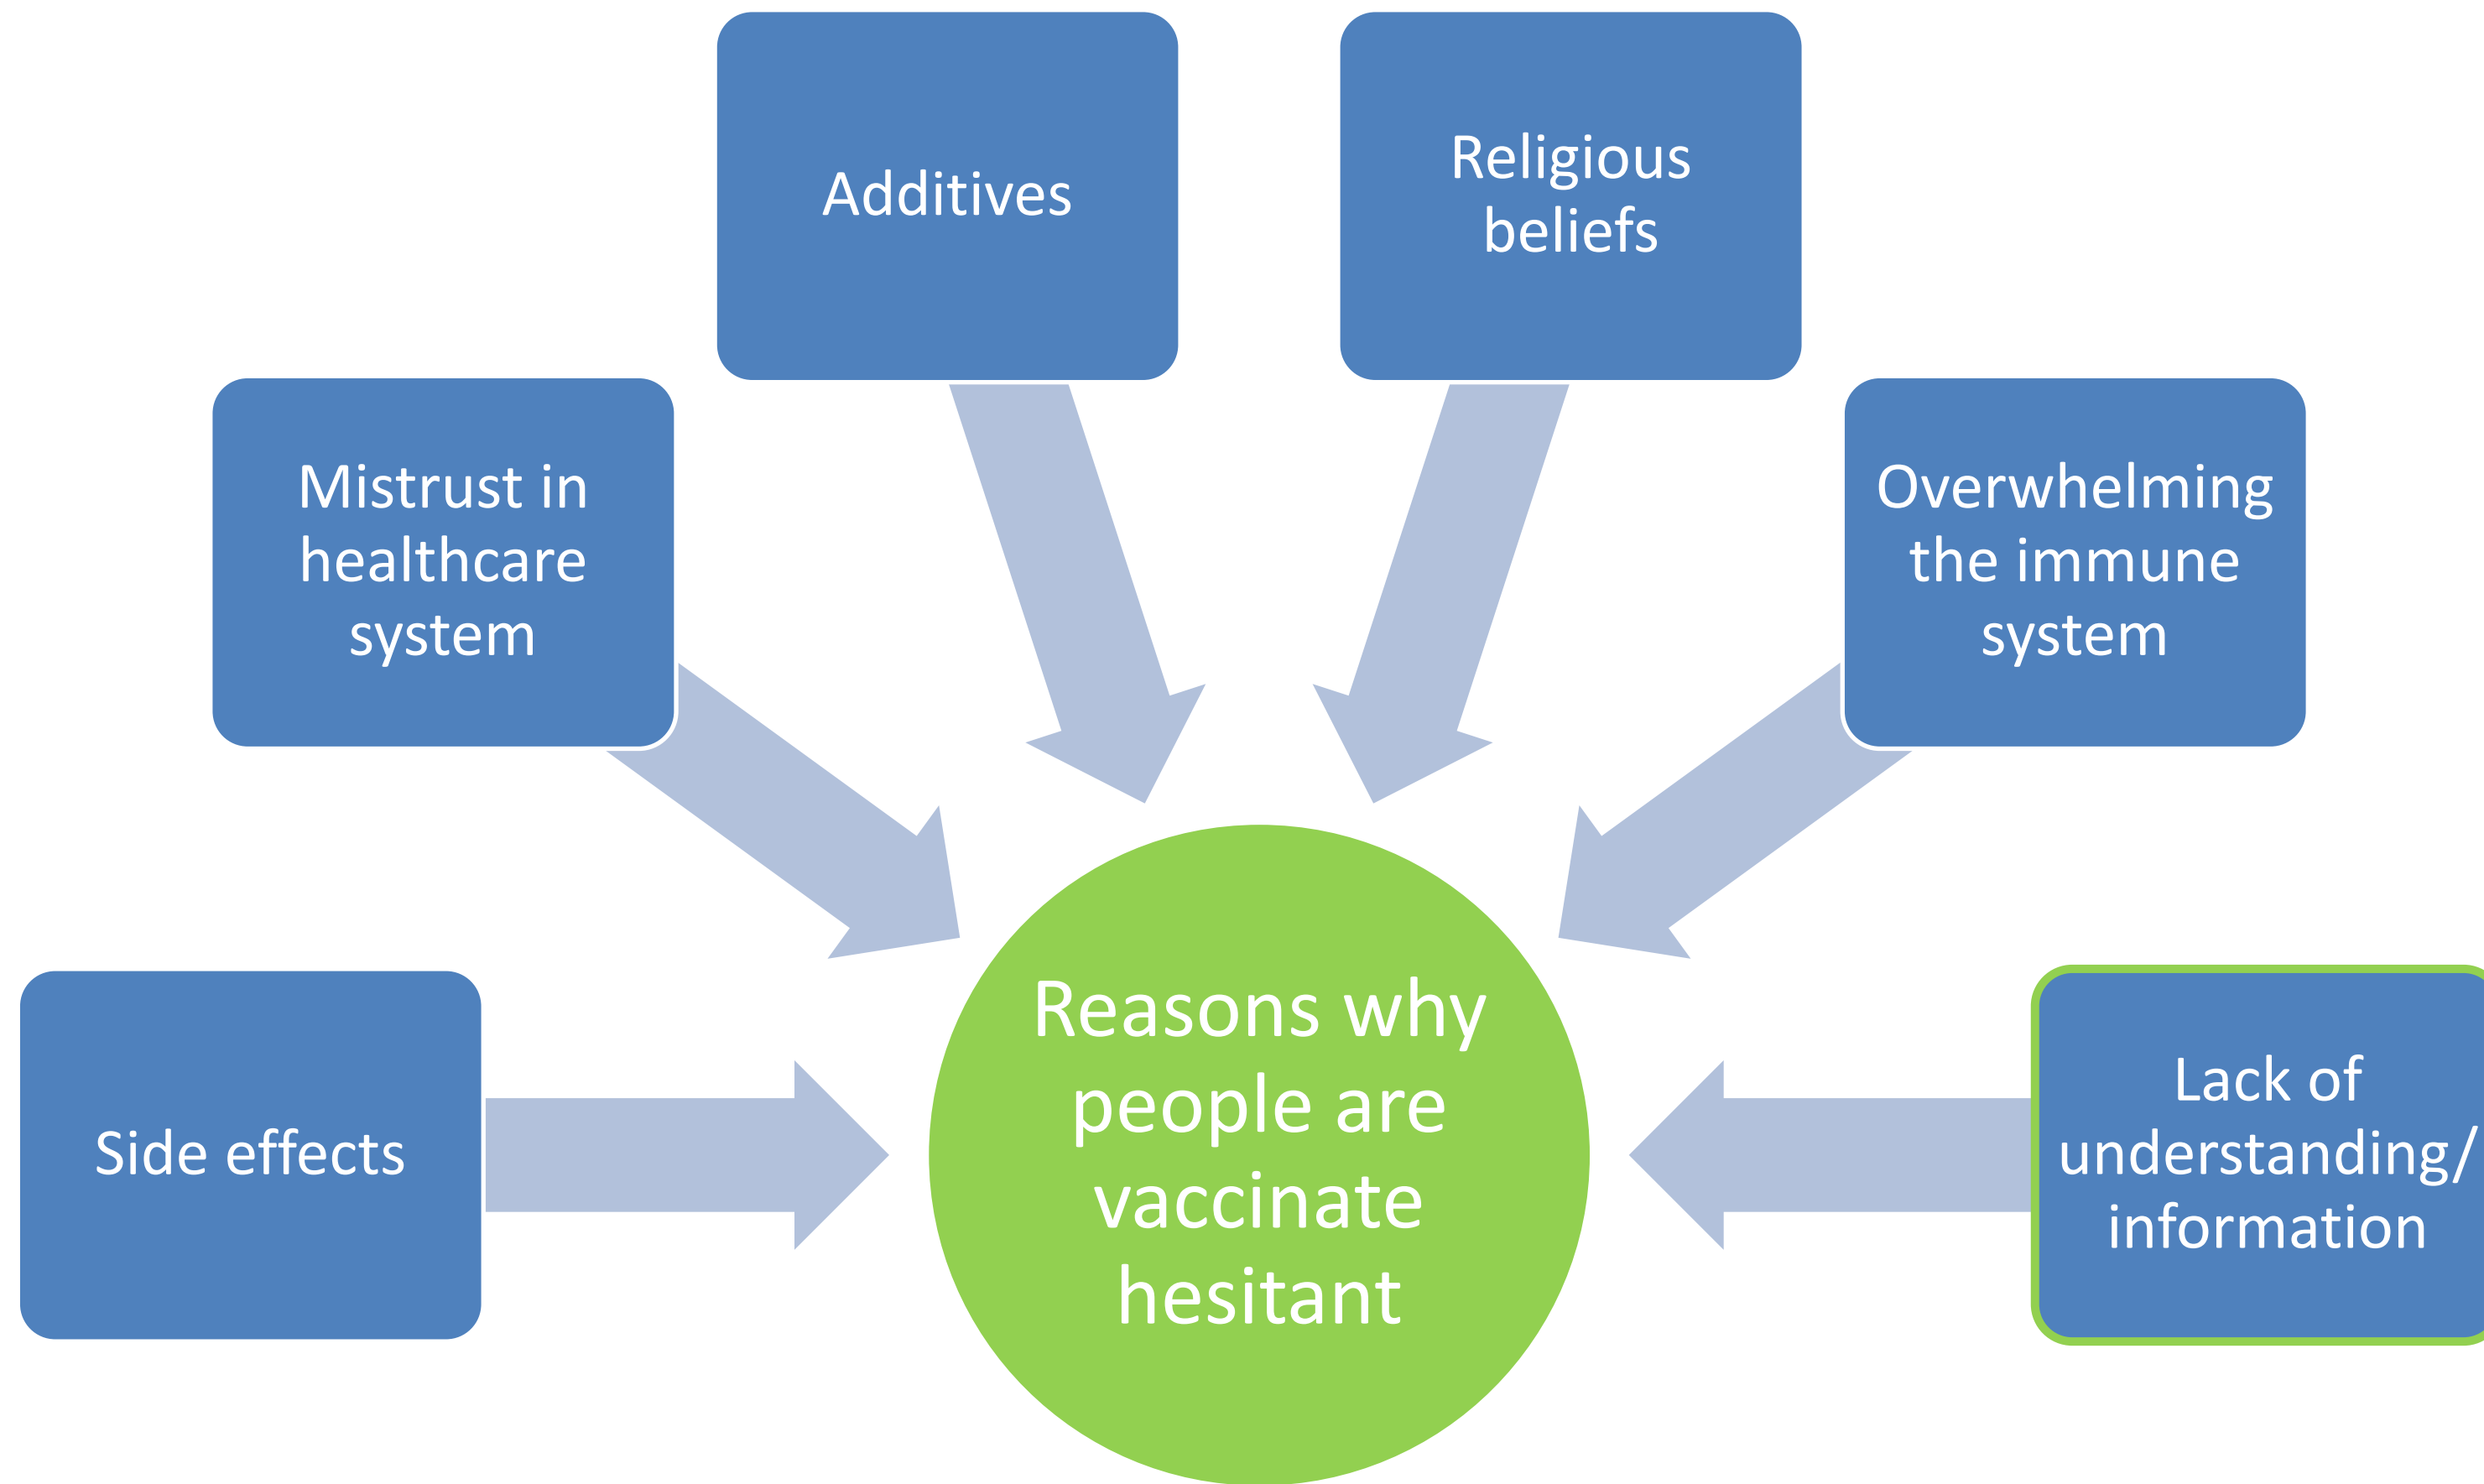 Additives
Religious
beliefs
Mistrust in
healthcare
system
Overwhelming
the immune
system
Side effects
Reasons why
people are
vaccinate
hesitant
Lack of
understanding/
information